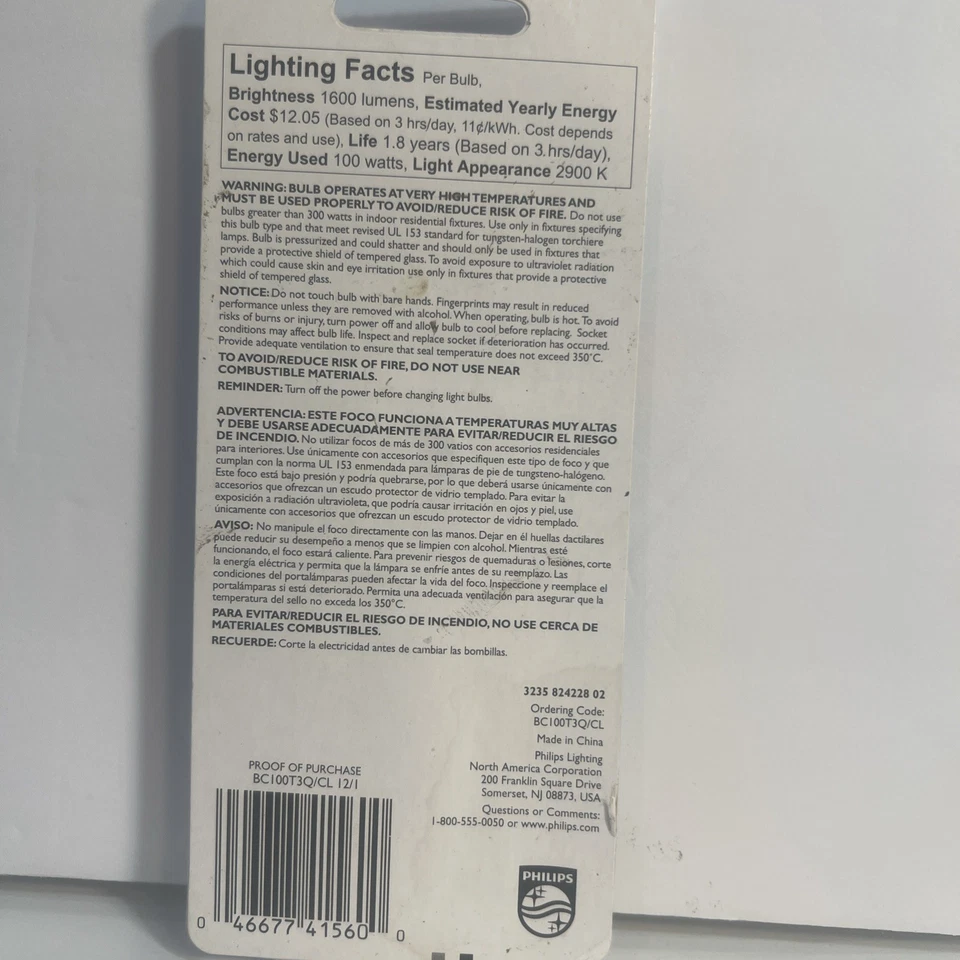 Lighting Facts Per Bulb,
Brightness 1600 lumens, Estimated Yearly Energy
Cost $12.05 (Based on 3 hrs/day, 11¢/kWh. Cost depends
on rates and use), Life 1.8 years (Based on 3 hrs/day),
Energy Used 100 watts, Light Appearance 2900 K
WARNING: BULB OPERATES AT VERY HIGH TEMPERATURES AND
MUST BE USED PROPERLY TO AVOID/REDUCE RISK OF FIRE. Do not use
bulbs greater than 300 watts in indoor residential fixtures. Use only in fixtures specifying
this bulb type and that meet revised UL 153 standard for tungsten-halogen torchiere
lamps. Bulb is pressurized and could shatter and should only be used in fixtures that
provide a protective shield of tempered glass. To avoid exposure to ultraviolet radiation
which could cause skin and eye irritation use only in fixtures that provide a protective
shield of tempered glass.
NOTICE: Do not touch bulb with bare hands. Fingerprints may result in reduced
performance unless they are removed with alcohol. When operating, bulb is hot. To avoid
risks of burns or injury, turn power off and allow bulb to cool before replacing. Socket
conditions may affect bulb life. Inspect and replace socket if deterioration has occurred.
Provide adequate ventilation to ensure that seal temperature does not exceed 350°C.
TO AVOID/REDUCE RISK OF FIRE, DO NOT USE NEAR
COMBUSTIBLE MATERIALS.
REMINDER: Turn off the power before changing light bulbs.
ADVERTENCIA: ESTE FOCO FUNCIONA A TEMPERATURAS MUY ALTAS
Y DEBE USARSE ADECUADAMENTE PARA EVITAR/REDUCIR EL RIESGO
DE INCENDIO. No utilizar focos de más de 300 vatios con accesorios residenciales
para interiores. Use únicamente con accesorios que especifiquen este tipo de foco y que
cumplan con la norma UL 153 enmendada para lámparas de pie de tungsteno-halógeno.
Este foco está bajo presión y podría quebrarse, por lo que deberá usarse únicamente con
accesorios que ofrezcan un escudo protector de vidrio templado. Para evitar la
exposición a radiación ultravioleta, que podría causar irritación en ojos y piel, use
únicamente con accesorios que ofrezcan un escudo protector de vidrio templado.
AVISO: No manipule el foco directamente con las manos. Dejar en él huellas dactilares
puede reducir su desempeño a menos que se limpien con alcohol. Mientras esté
funcionando, el foco estará caliente. Para prevenir riesgos de quemaduras o lesiones, corte
la energía eléctrica y permita que la lámpara se enfríe antes de su reemplazo. Las
condiciones del portalámparas pueden afectar la vida del foco. Inspeccione y reemplace el
portalámparas si está deteriorado. Permita una adecuada ventilación para asegurar que la
temperatura del sello no exceda los 350°C.
PARA EVITAR/REDUCIR EL RIESGO DE INCENDIO, NO USE CERCA DE
MATERIALES COMBUSTIBLES.
RECUERDE: Corte la electricidad antes de cambiar las bombillas.
3235 824228 02
Ordering Code:
BC100T3Q/CL
Made in China
Philips Lighting
North America Corporation
200 Franklin Square Drive
Somerset, NJ 08873, USA
Questions or Comments:
1-800-555-0050 or www.philips.com
PROOF OF PURCHASE
BC100T3Q/CL 12/1
0 46677 41560 0
PHILIPS